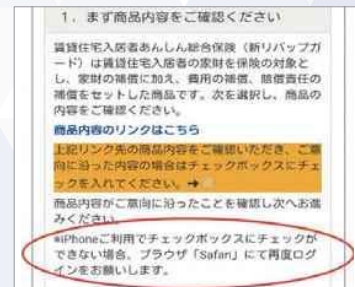 1. まず商品内容をご確認ください
賃貸住宅入居者あんしん総合保険（新リバップガ
ード）は賃貸住宅入居者の家財を保険の対象と
し、家財の補償に加え、費用の補償、賠償責任の
補償をセットした商品です。次を選択し、商品の
内容をご確認ください。
商品内容のリンクはこちら
上記リンク先の商品内容をご確認いただき、ご意
向に沿った内容の場合はチェックボックスにチェ
ックを入れてください。➜
商品内容がご意向に沿ったことを確認し次へお進
みください。
※iPhoneご利用でチェックボックスにチェックが
できない場合、ブラウザ「Safari」にて再度ログ
インをお願いします。